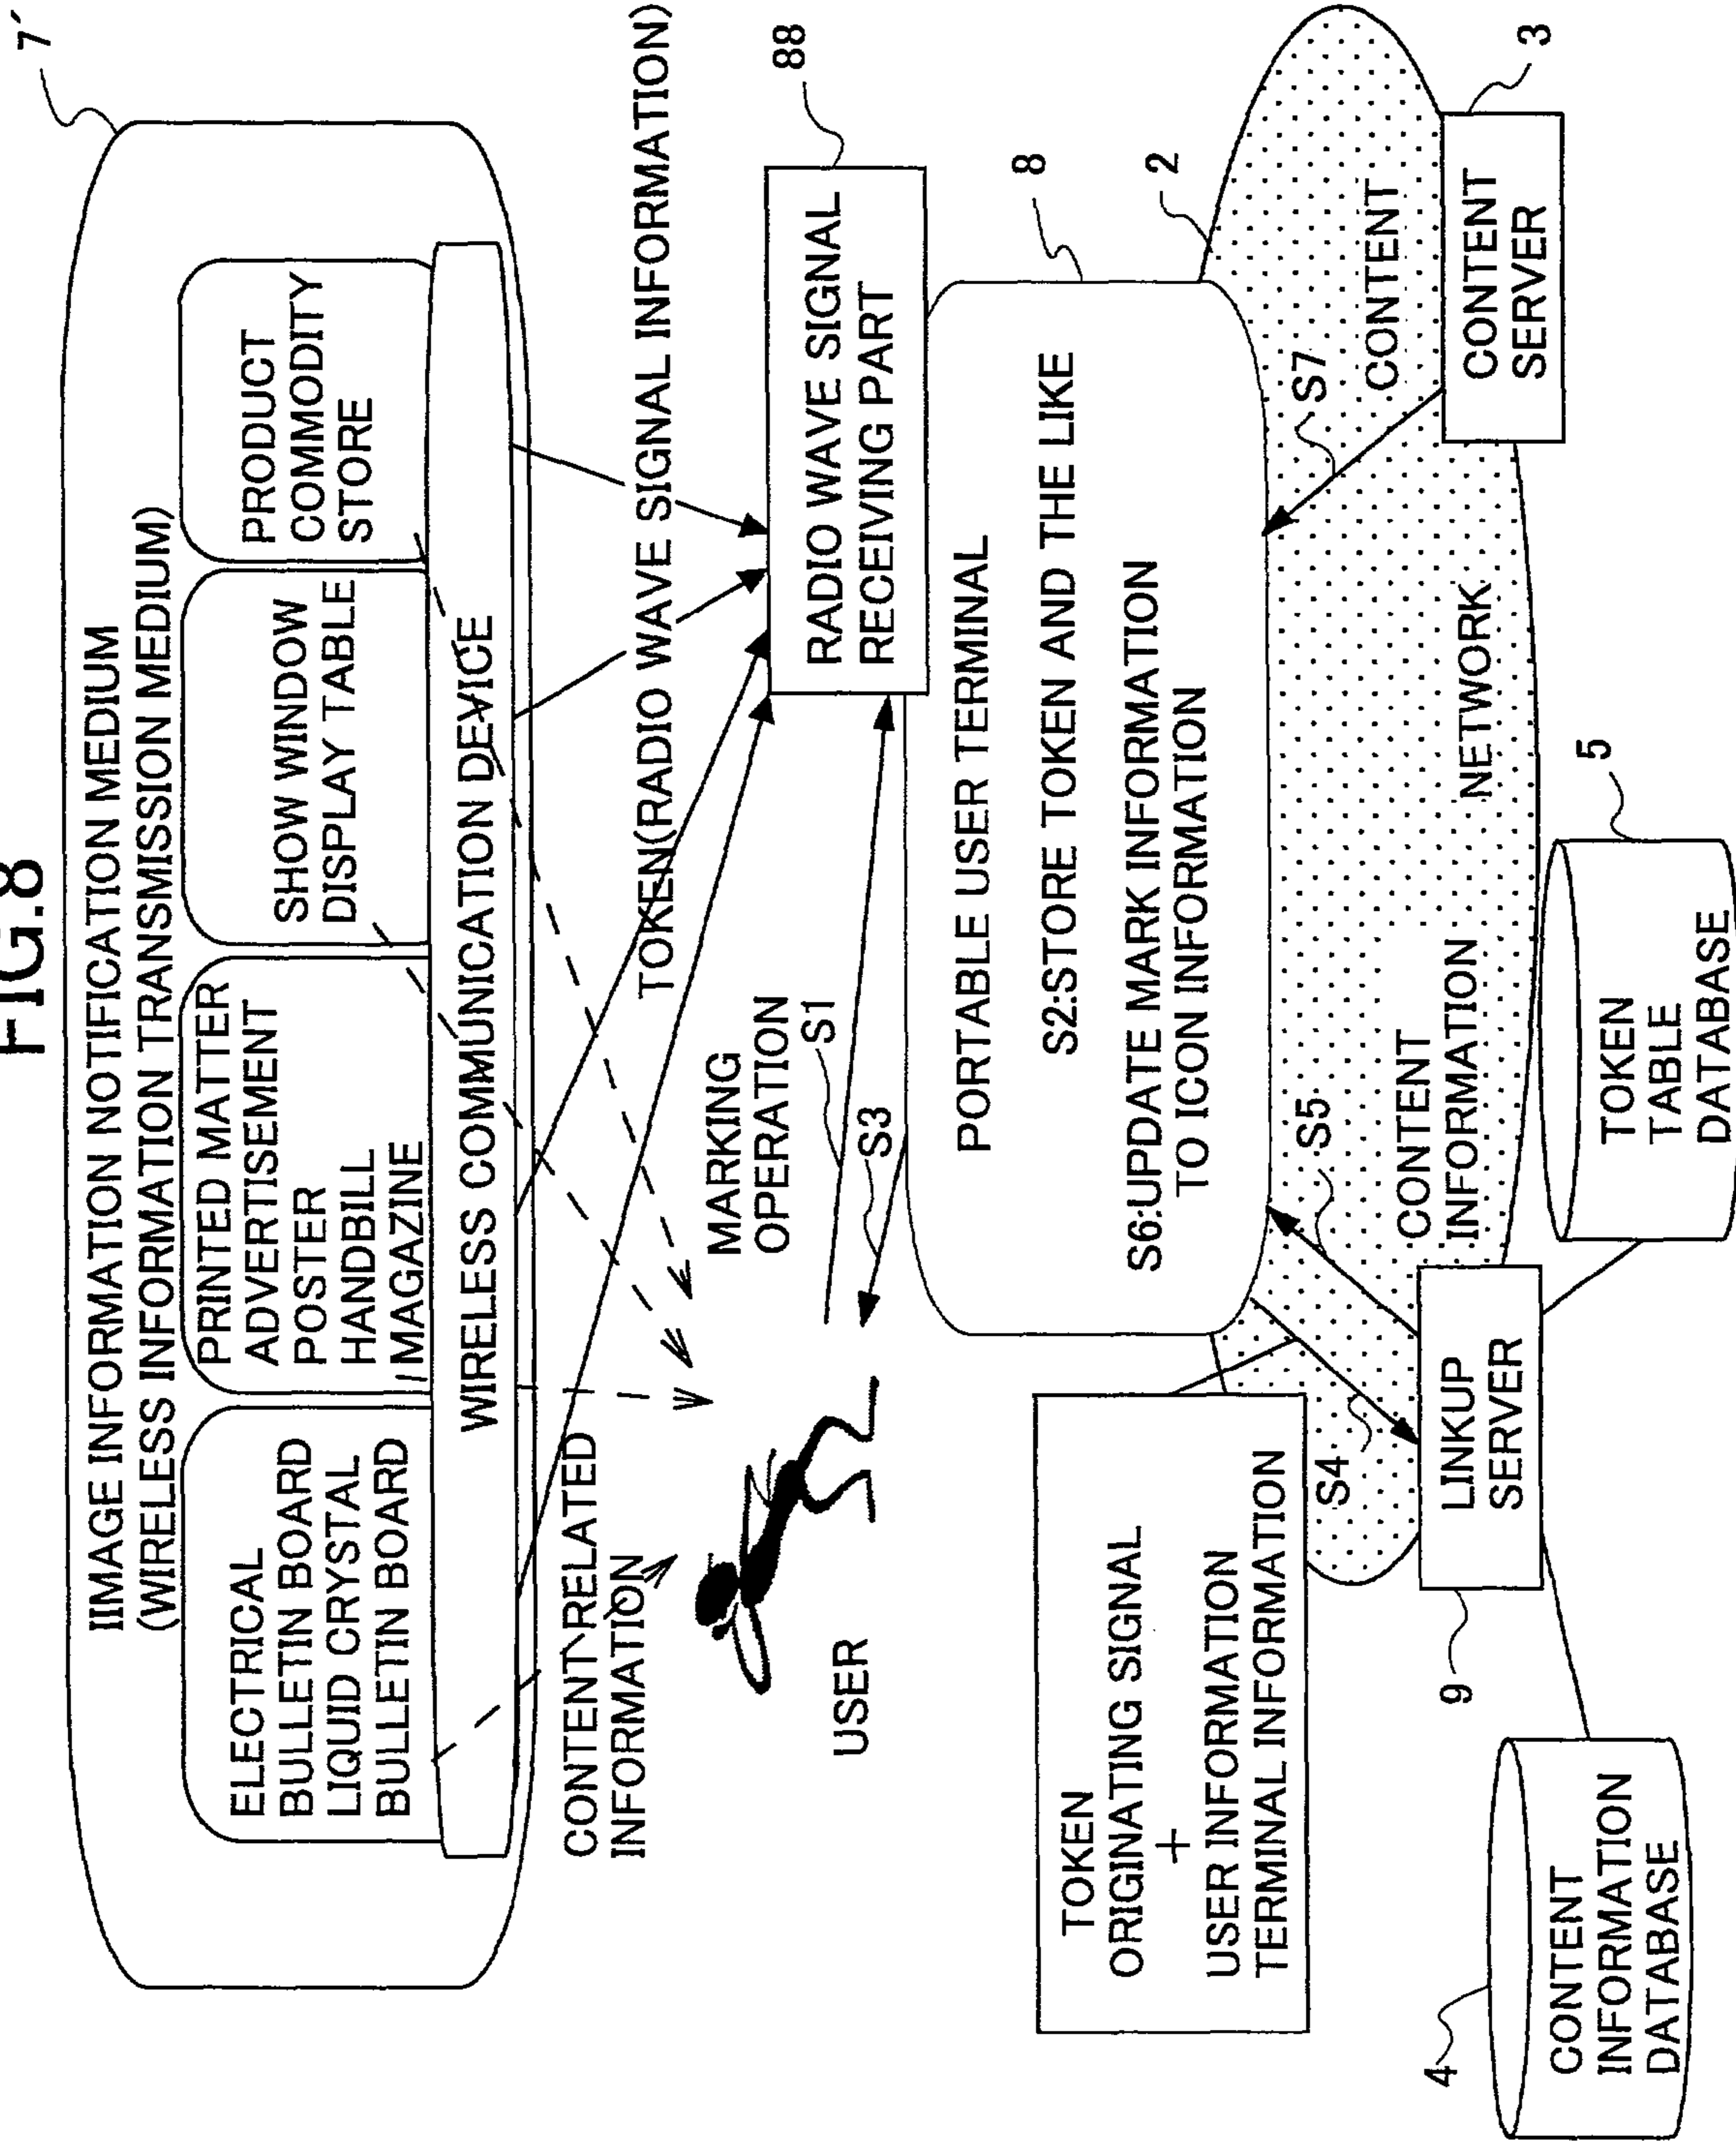 FIG.8
7´
IIMAGE INFORMATION NOTIFICATION MEDIUM
(WIRELESS INFORMATION TRANSMISSION MEDIUM)
ELECTRICAL
BULLETIN BOARD
LIQUID CRYSTAL
BULLETIN BOARD
PRINTED MATTER
ADVERTISEMENT
POSTER
HANDBILL
MAGAZINE
SHOW WINDOW
DISPLAY TABLE
PRODUCT
COMMODITY
STORE
WIRELESS COMMUNICATION DEVICE
CONTENT RELATED
INFORMATION
TOKEN(RADIO WAVE SIGNAL INFORMATION)
USER
MARKING
OPERATION
S1
S3
88
RADIO WAVE SIGNAL
RECEIVING PART
8
PORTABLE USER TERMINAL
S2:STORE TOKEN AND THE LIKE
S6:UPDATE MARK INFORMATION
TO ICON INFORMATION
2
TOKEN
ORIGINATING SIGNAL
+
USER INFORMATION
TERMINAL INFORMATION
S4
S5
S7
CONTENT
INFORMATION
NETWORK
CONTENT
9
LINKUP
SERVER
CONTENT
SERVER
3
4
CONTENT
INFORMATION
DATABASE
5
TOKEN
TABLE
DATABASE